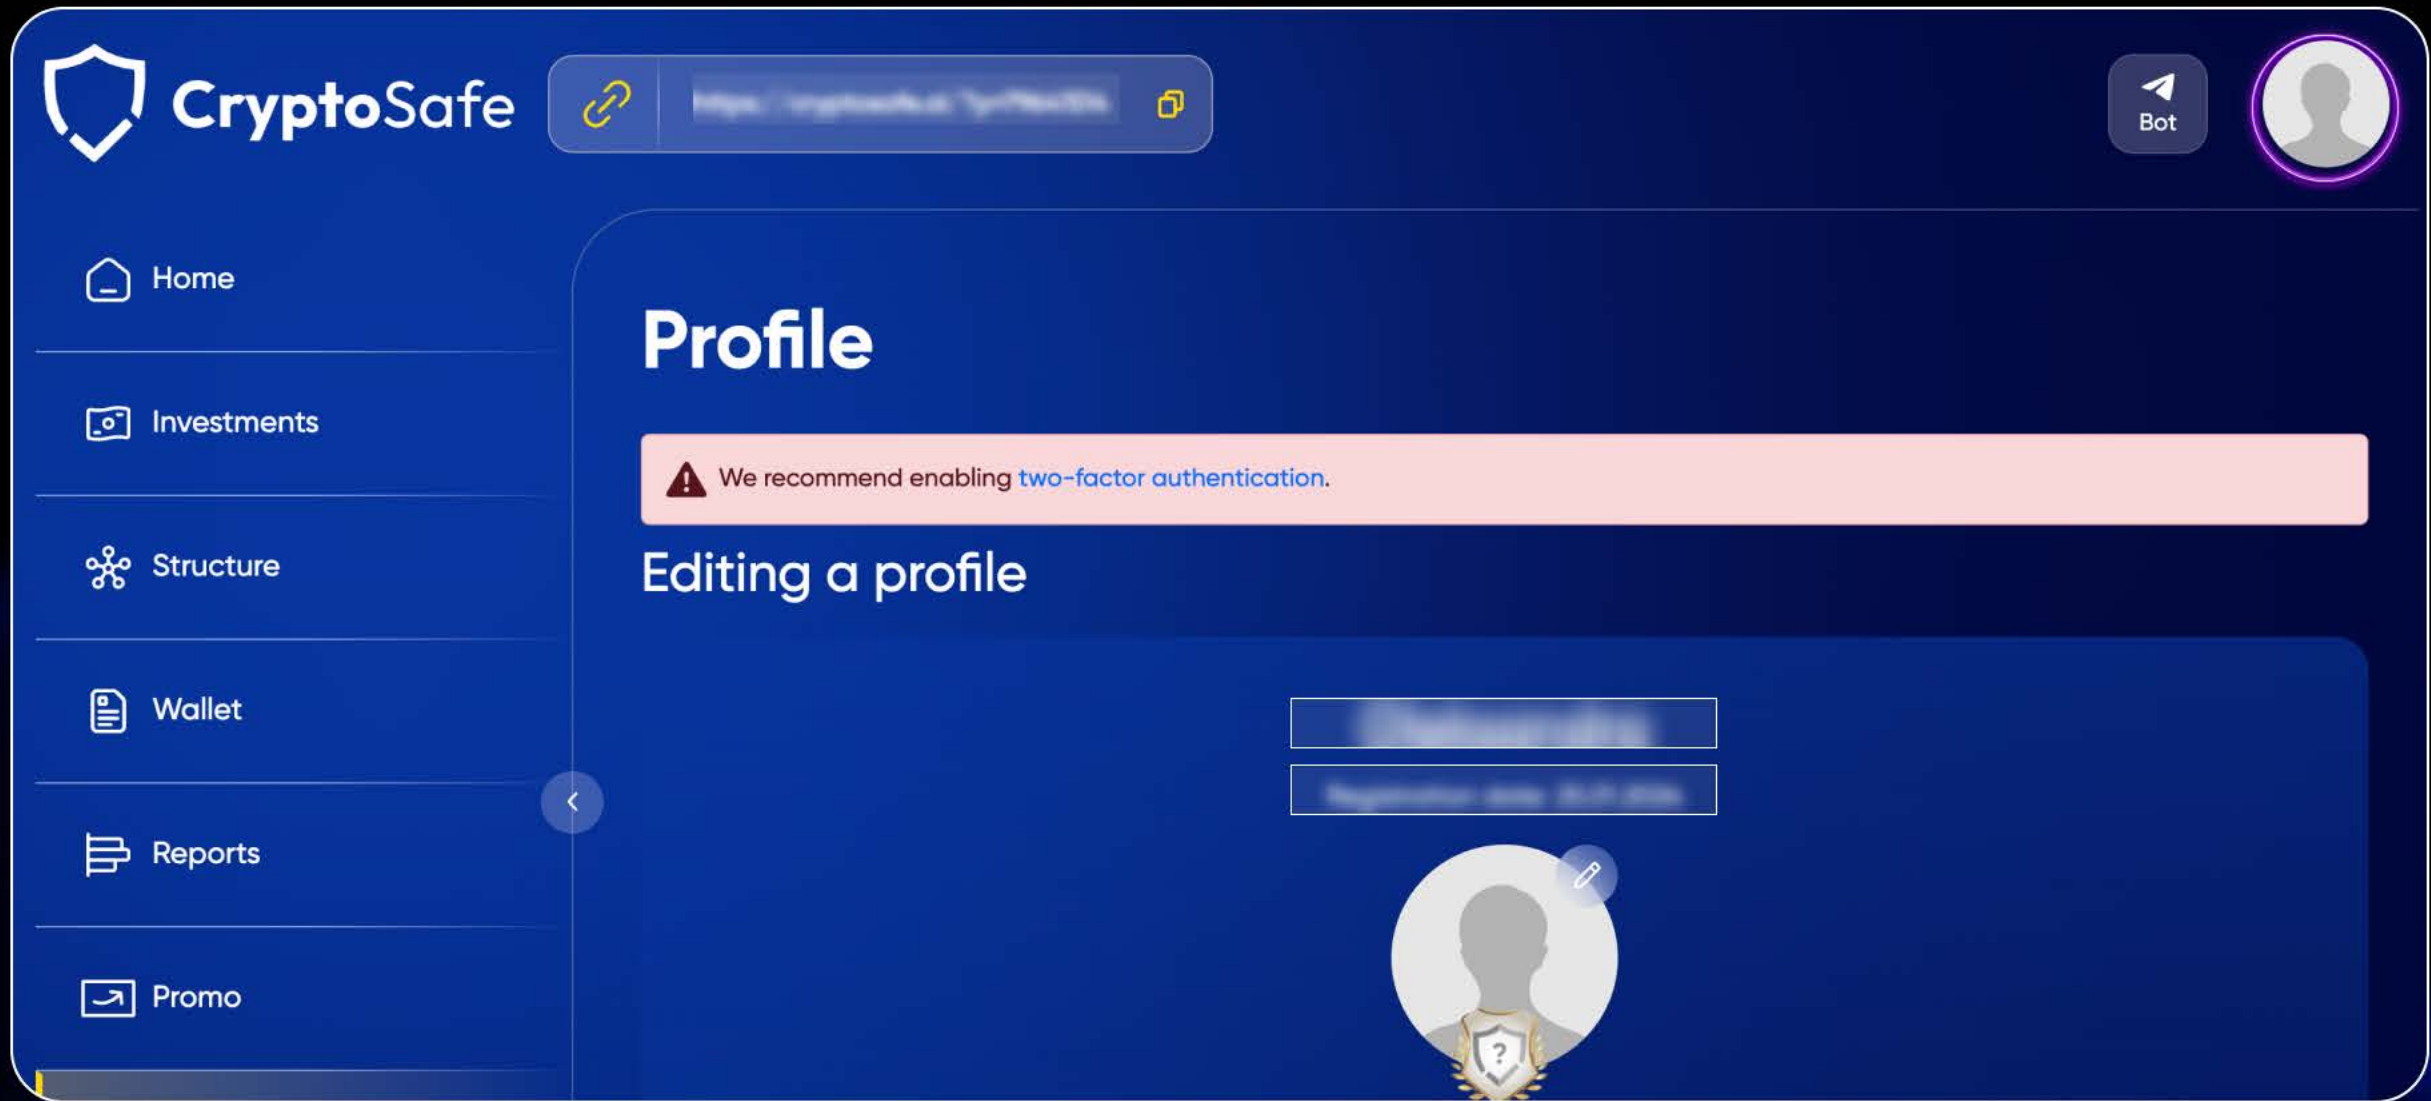 CryptoSafe
Bot
Home
Investments
Structure
Wallet
Reports
Promo
Profile
We recommend enabling two-factor authentication.
Editing a profile
?